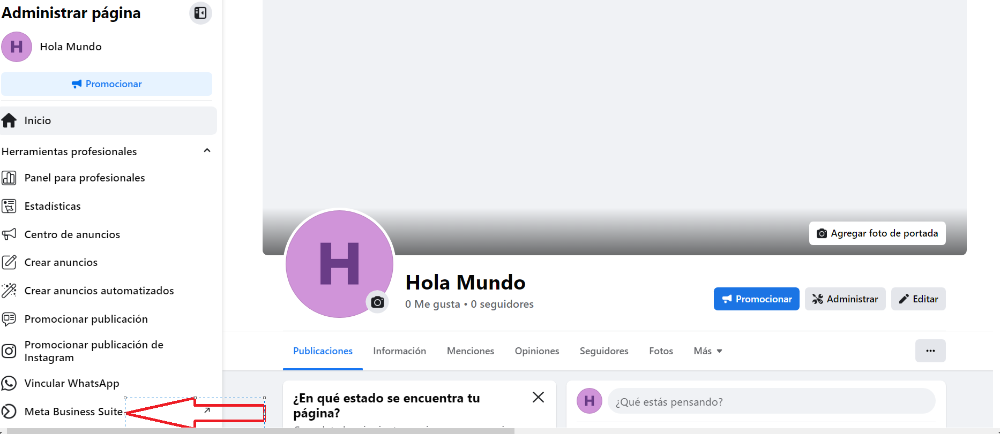 Administrar página
H
Hola Mundo
Promocionar
Inicio
Herramientas profesionales
Panel para profesionales
Estadísticas
Centro de anuncios
Crear anuncios
Crear anuncios automatizados
Promocionar publicación
Promocionar publicación de
Instagram
Vincular WhatsApp
Meta Business Suite
Agregar foto de portada
H
Hola Mundo
0 Me gusta • 0 seguidores
Promocionar
Administrar
Editar
Publicaciones
Información
Menciones
Opiniones
Seguidores
Fotos
Más
¿En qué estado se encuentra tu
página?
H
¿Qué estás pensando?